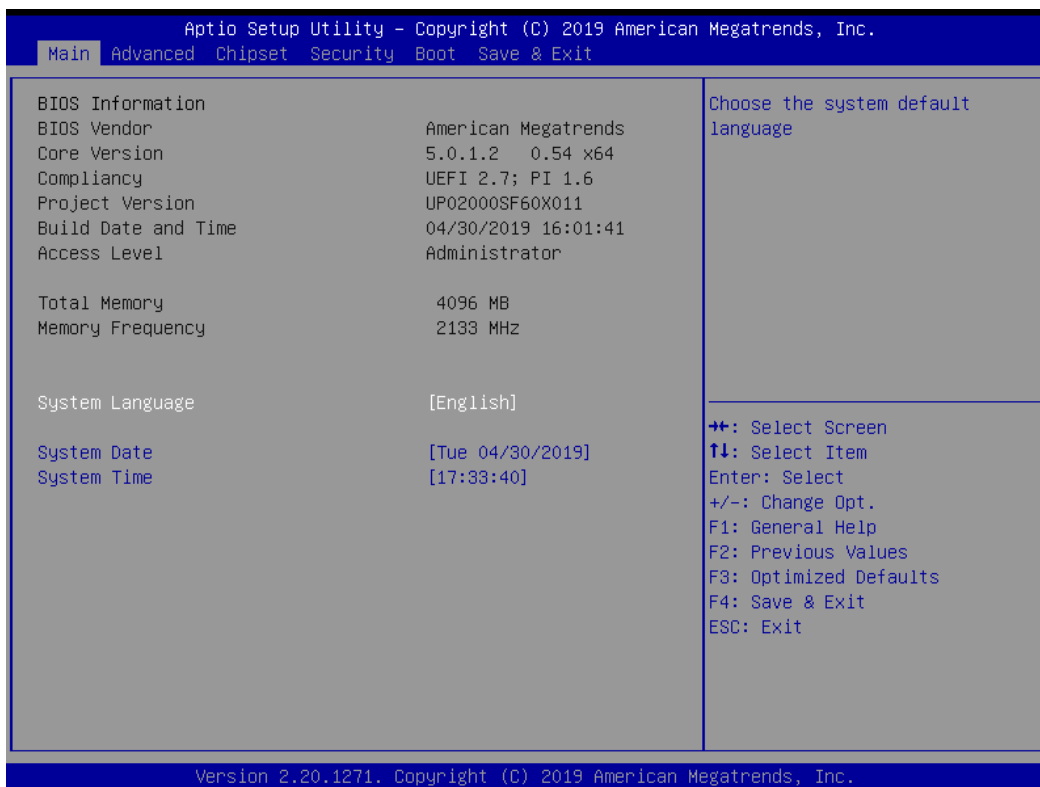 Aptio Setup Utility – Copyright (C) 2019 American Megatrends, Inc.
Main Advanced Chipset Security Boot Save & Exit
BIOS Information
BIOS Vendor American Megatrends
Core Version 5.0.1.2 0.54 x64
Compliancy UEFI 2.7; PI 1.6
Project Version UP02000SF60X011
Build Date and Time 04/30/2019 16:01:41
Access Level Administrator
Total Memory 4096 MB
Memory Frequency 2133 MHz
System Language [English]
System Date [Tue 04/30/2019]
System Time [17:33:40]
Choose the system default
language
→←: Select Screen
↑↓: Select Item
Enter: Select
+/-: Change Opt.
F1: General Help
F2: Previous Values
F3: Optimized Defaults
F4: Save & Exit
ESC: Exit
Version 2.20.1271. Copyright (C) 2019 American Megatrends, Inc.